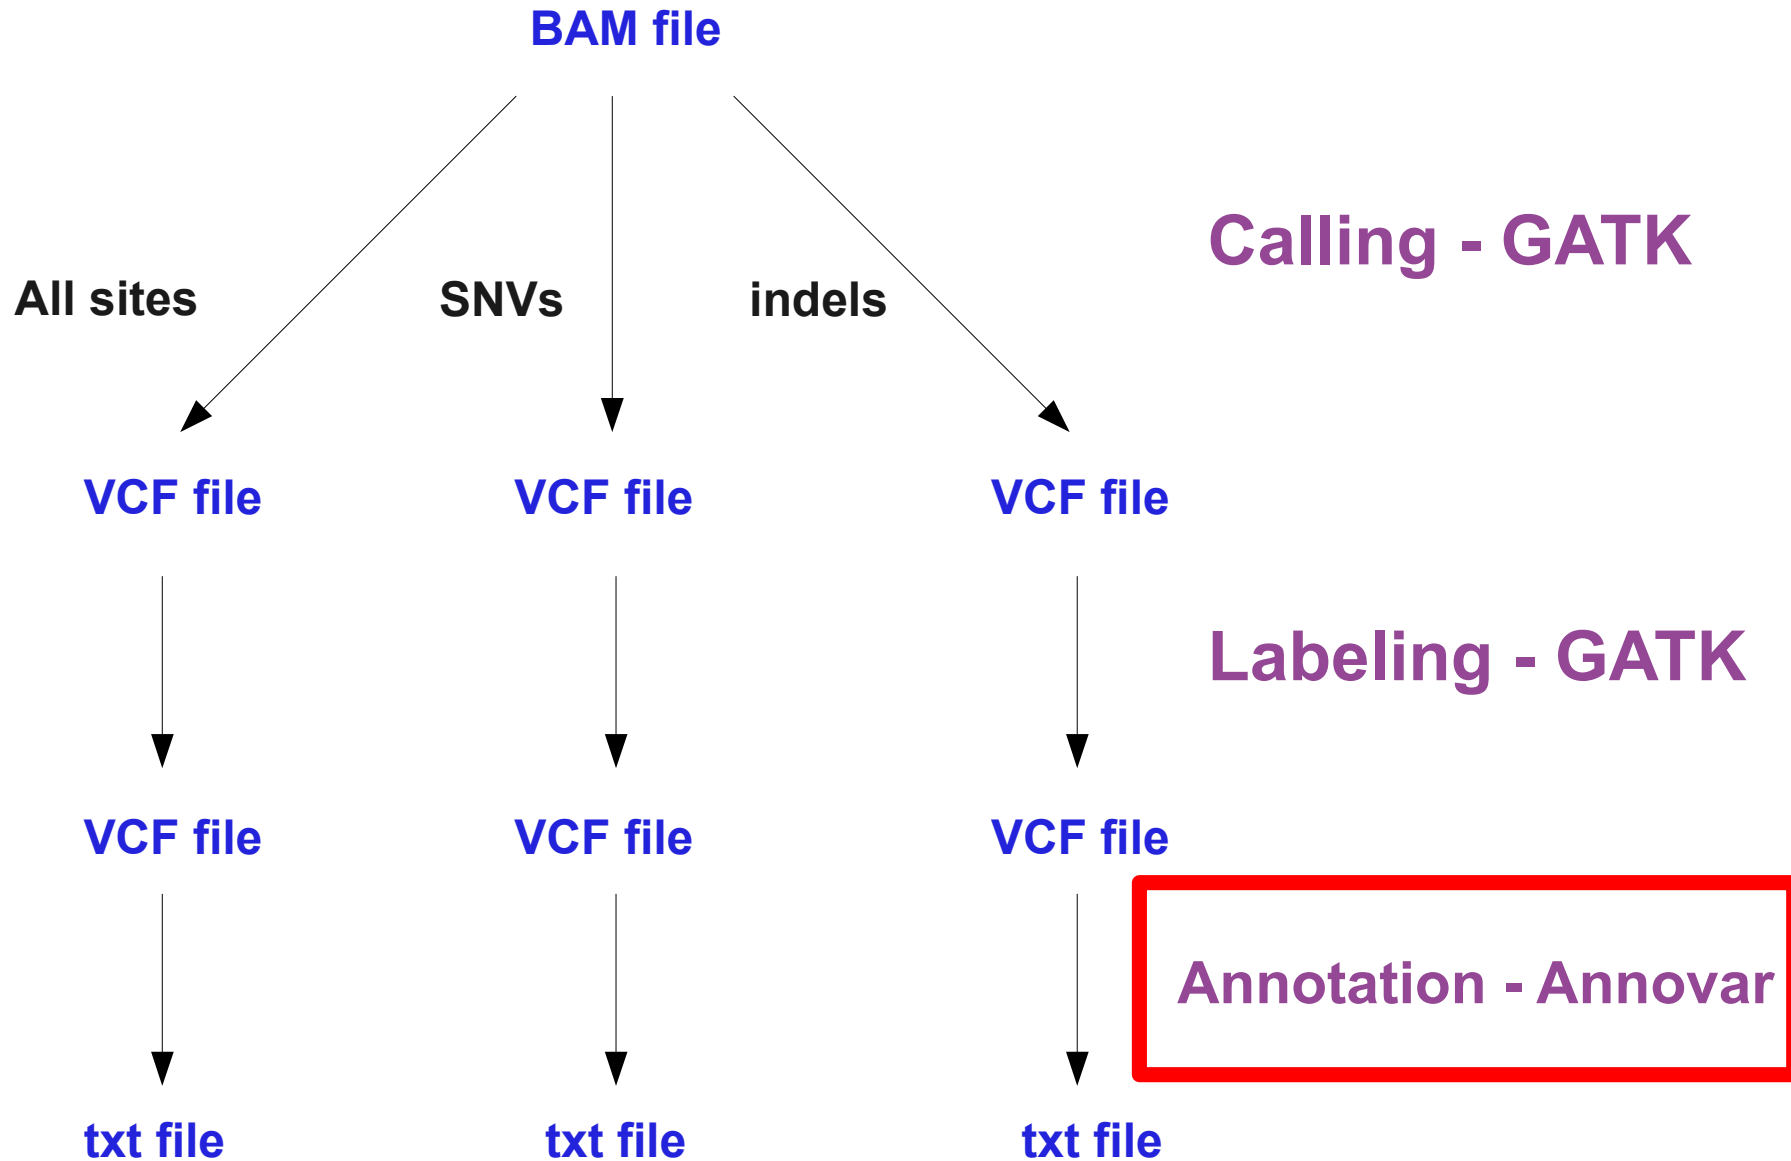 BAM file
Calling - GATK
All sites
SNVs
indels
VCF file
VCF file
VCF file
Labeling - GATK
VCF file
VCF file
VCF file
Annotation - Annovar
txt file
txt file
txt file